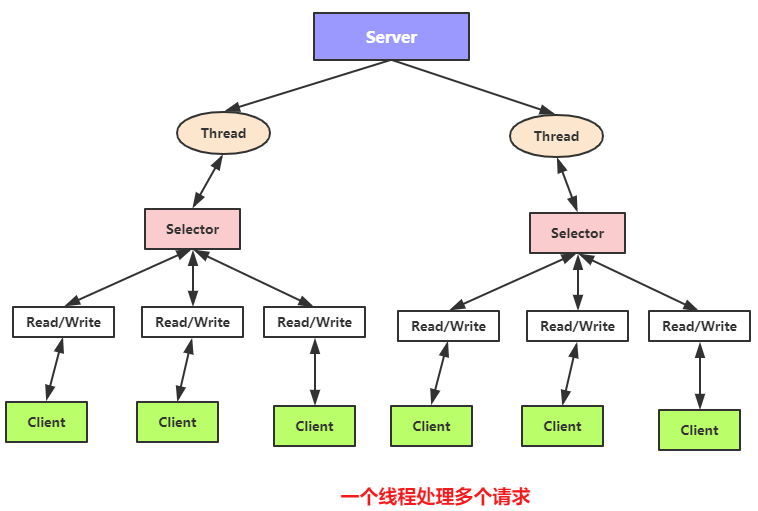 Server
Thread
Thread
Selector
Selector
Read/Write
Read/Write
Read/Write
Read/Write
Read/Write
Read/Write
Client
Client
Client
Client
Client
Client
一个线程处理多个请求